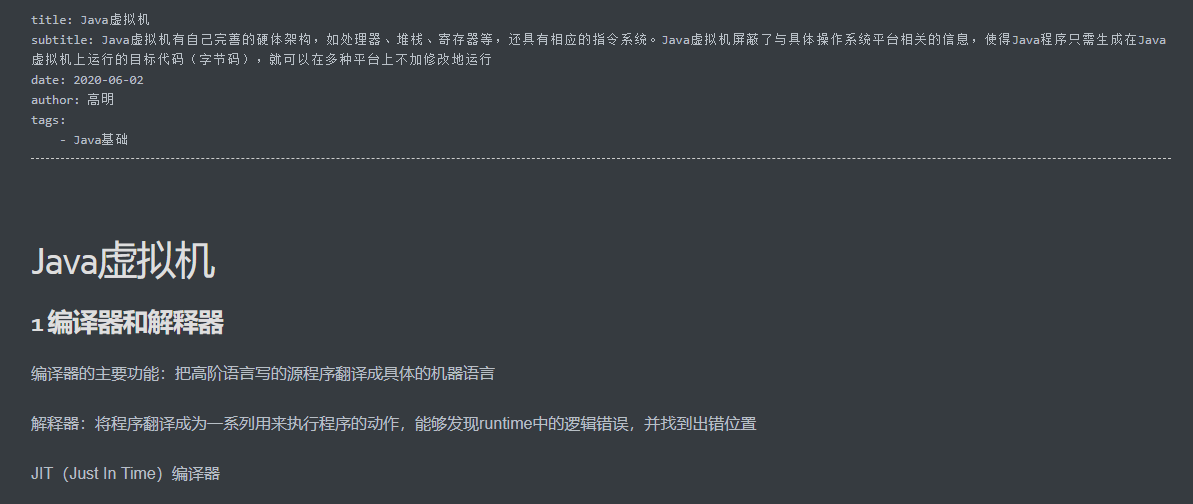 title: Java虚拟机
subtitle: Java虚拟机有自己完善的硬体架构，如处理器、堆栈、寄存器等，还具有相应的指令系统。Java虚拟机屏蔽了与具体操作系统平台相关的信息，使得Java程序只需生成在Java
虚拟机上运行的目标代码（字节码），就可以在多种平台上不加修改地运行
date: 2020-06-02
author: 高明
tags:
    - Java基础
Java虚拟机
1 编译器和解释器
编译器的主要功能：把高阶语言写的源程序翻译成具体的机器语言
解释器：将程序翻译成为一系列用来执行程序的动作，能够发现runtime中的逻辑错误，并找到出错位置
JIT（Just In Time）编译器